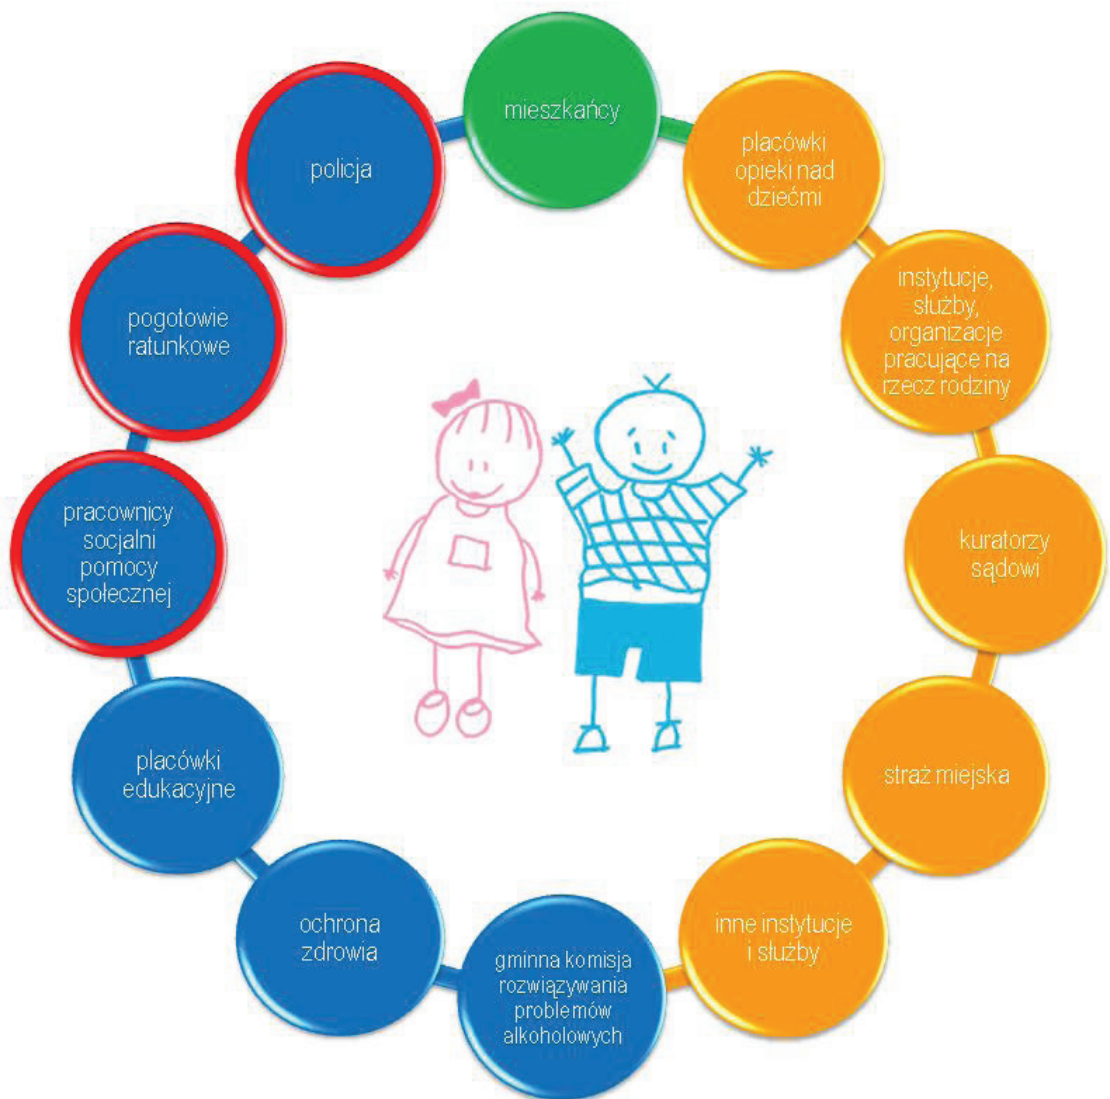 mieszkańcy
placówki
opieki nad
dziećmi
instytucje,
służby,
organizacje
pracujące na
rzecz rodziny
kuratorzy
sądowi
straż miejska
inne instytucje
i służby
gminna komisja
rozwiązywania
problemów
alkoholowych
ochrona
zdrowia
placówki
edukacyjne
pracownicy
socjalni
pomocy
społecznej
pogotowie
ratunkowe
policja